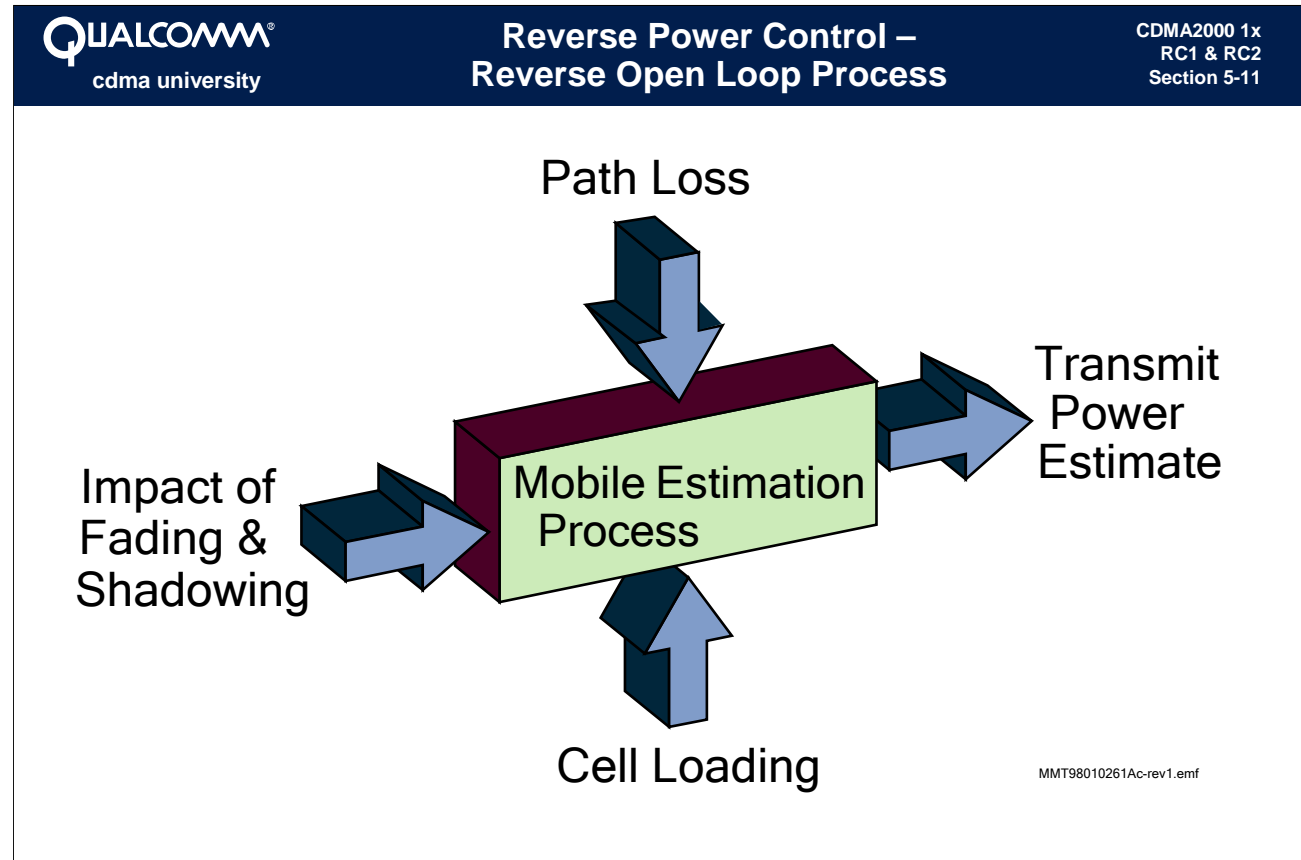 QUALCOMM®
cdma university
Reverse Power Control –
Reverse Open Loop Process
CDMA2000 1x
RC1 & RC2
Section 5-11
Path Loss
Transmit
Power
Estimate
Impact of
Fading &
Shadowing
Mobile Estimation
Process
Cell Loading
MMT98010261Ac-rev1.emf